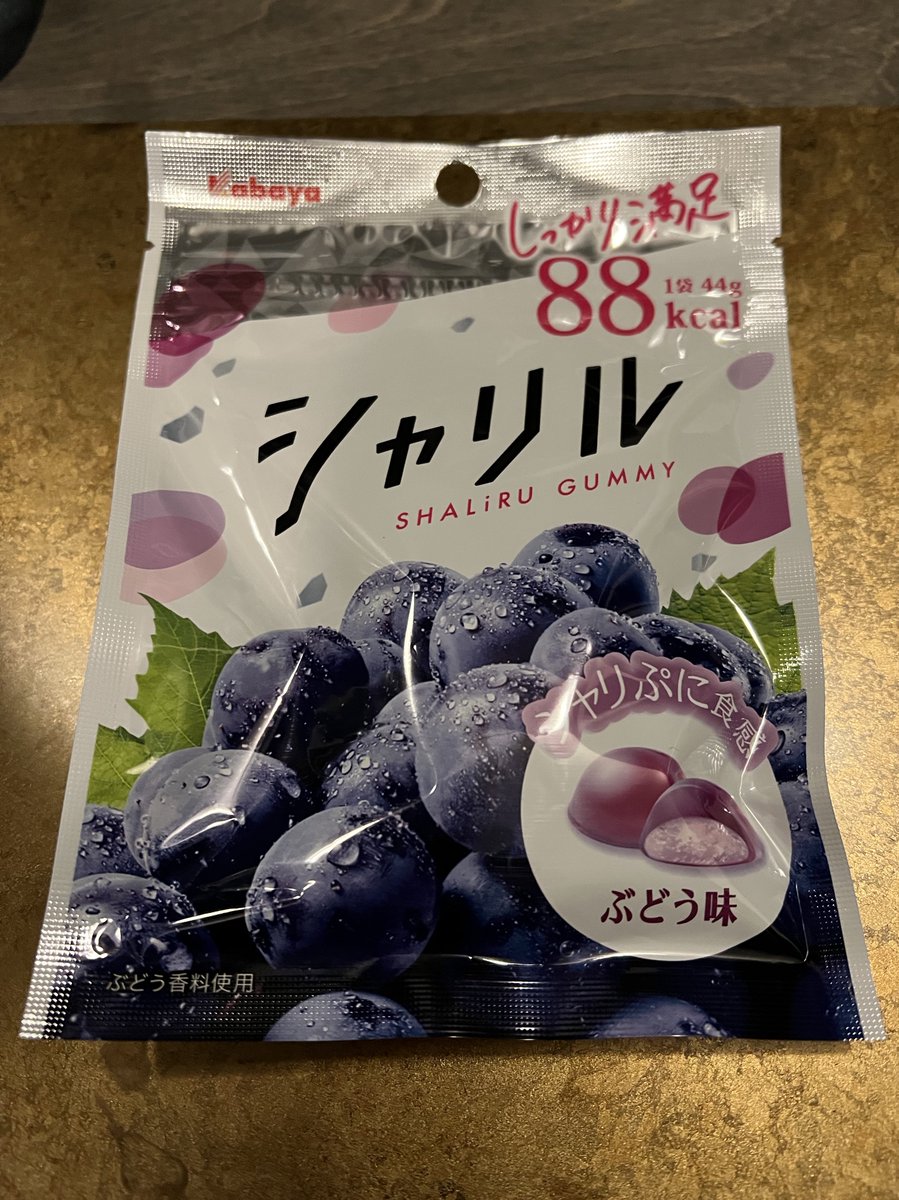 Kabaya
しっかり満足
88
1袋 44g
kcal
シャリル
SHALiRU GUMMY
シャリぷに食感
ぶどう味
ぶどう香料使用